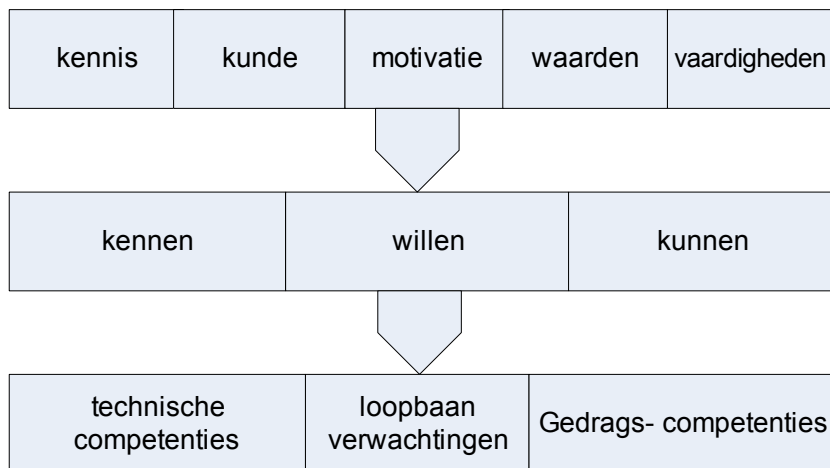 kennis kunde motivatie waarden vaardigheden
kennen willen kunnen
technische competenties
loopbaan verwachtingen
Gedrags- competenties